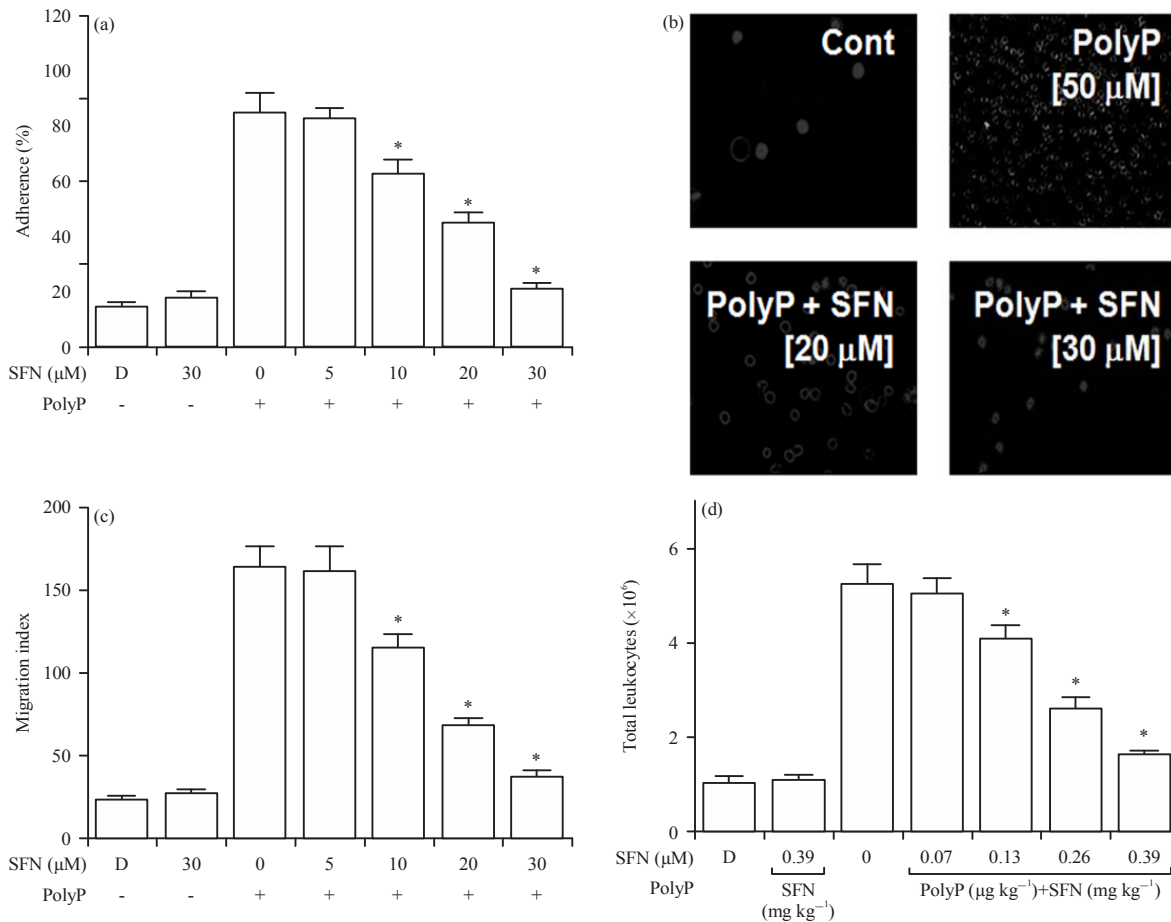 (a)
120
100
80
60
40
20
0
Adherence (%)
SFN (μM) D 30 0 5 10 20 30
PolyP - - + + + + +
* * *
(b)
Cont
PolyP
[50 μM]
PolyP + SFN
[20 μM]
PolyP + SFN
[30 μM]
(c)
200
150
100
50
0
Migration index
* * *
SFN (μM) D 30 0 5 10 20 30
PolyP - - + + + + +
(d)
6
4
2
0
Total leukocytes (×10⁶)
* * *
SFN (μM) D 0.39 0 0.07 0.13 0.26 0.39
PolyP SFN PolyP (μg kg⁻¹)+SFN (mg kg⁻¹)
(mg kg⁻¹)